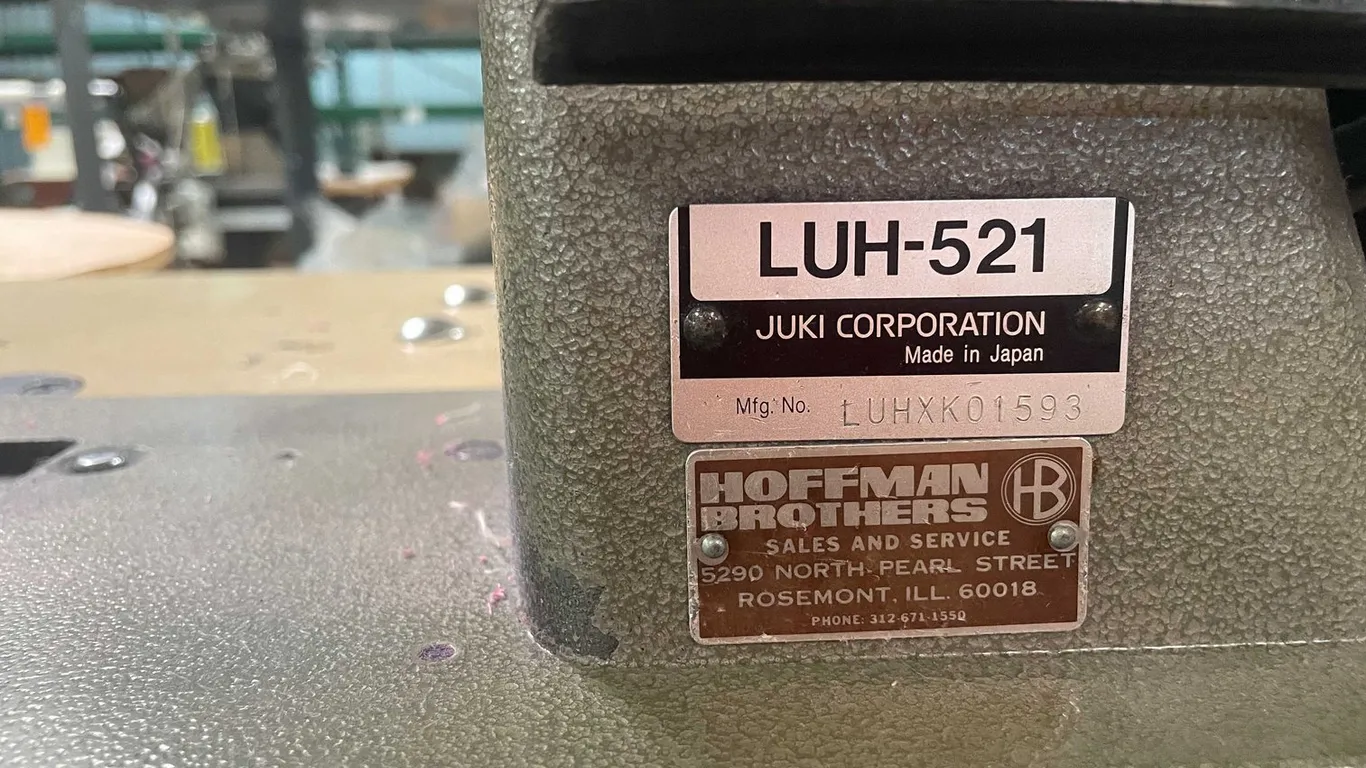 LUH-521
JUKI CORPORATION
Made in Japan
Mfg. No. LUHXK01593
HOFFMAN
BROTHERS
HB
SALES AND SERVICE
5290 NORTH PEARL STREET
ROSEMONT, ILL. 60018
PHONE: 312-671-1550